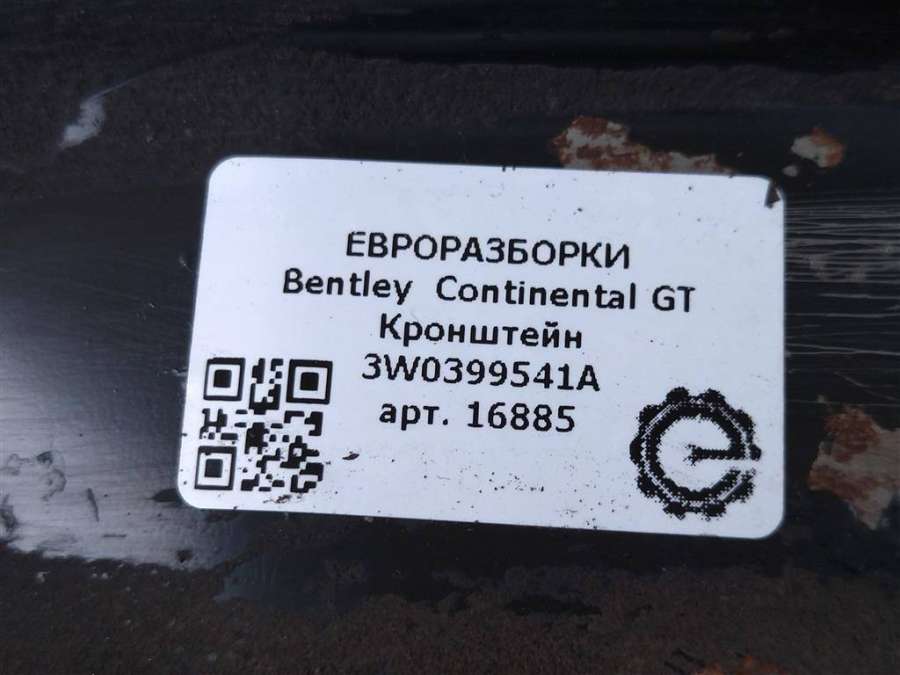 ЕВРОРАЗБОРКИ
Bentley Continental GT
Кронштейн
3W0399541A
арт. 16885